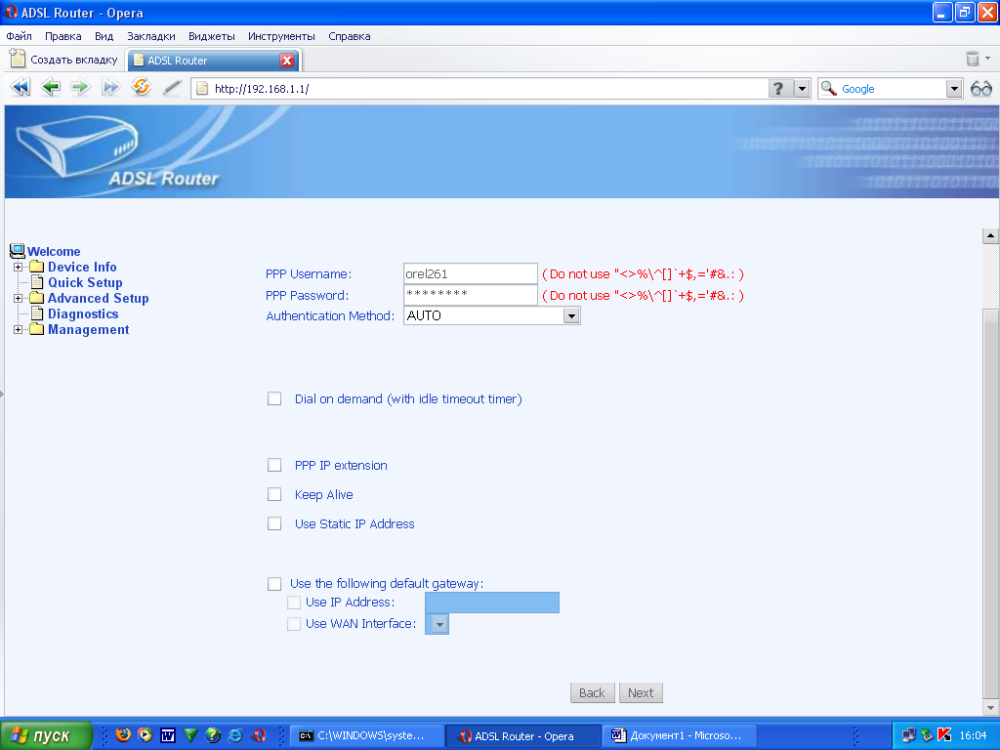 ADSL Router - Opera
Файл Правка Вид Закладки Виджеты Инструменты Справка
Создать вкладку ADSL Router
http://192.168.1.1/ ? Google
ADSL Router
Welcome
Device Info
Quick Setup
Advanced Setup
Diagnostics
Management
PPP Username: orel261 ( Do not use "<>%\^[]`+$,='#&.: )
PPP Password: ******** ( Do not use "<>%\^[]`+$,='#&.: )
Authentication Method: AUTO
Dial on demand (with idle timeout timer)
PPP IP extension
Keep Alive
Use Static IP Address
Use the following default gateway:
Use IP Address:
Use WAN Interface:
Back Next
пуск C:\WINDOWS\syste... ADSL Router - Opera Документ1 - Microso... 16:04